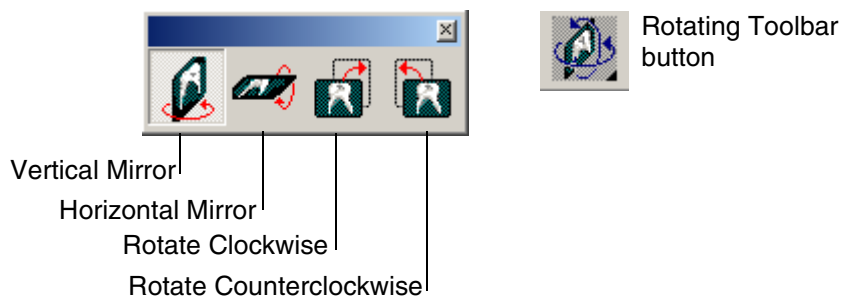 Rotating Toolbar
button
Vertical Mirror
Horizontal Mirror
Rotate Clockwise
Rotate Counterclockwise